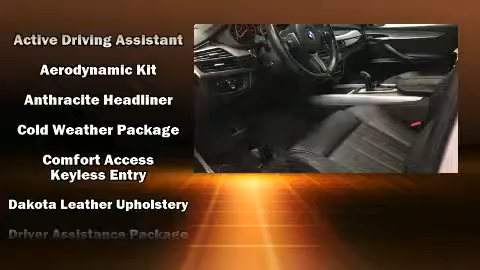 Active Driving Assistant
Aerodynamic Kit
Anthracite Headliner
Cold Weather Package
Comfort Access
Keyless Entry
Dakota Leather Upholstery
Driver Assistance Package